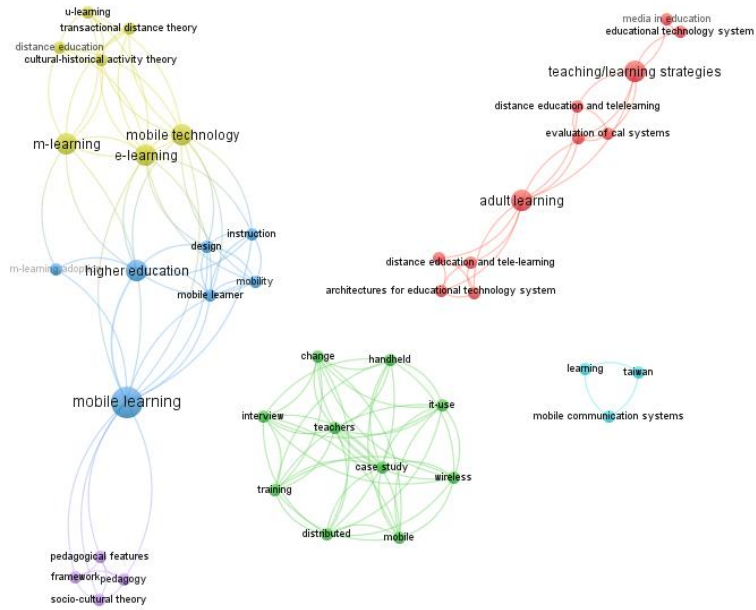 u-learning
transactional distance theory
distance education
cultural-historical activity theory
m-learning
mobile technology
e-learning
instruction
design
m-learning adoption
higher education
mobility
mobile learner
mobile learning
pedagogical features
framework
pedagogy
socio-cultural theory
media in education
educational technology system
teaching/learning strategies
distance education and telelearning
evaluation of cal systems
adult learning
distance education and tele-learning
architectures for educational technology system
change
handheld
it-use
interview
teachers
case study
wireless
training
distributed
mobile
learning
taiwan
mobile communication systems